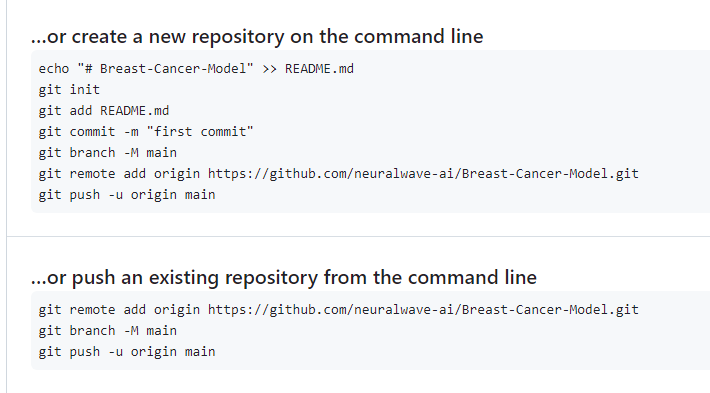 ...or create a new repository on the command line
echo "# Breast-Cancer-Model" >> README.md
git init
git add README.md
git commit -m "first commit"
git branch -M main
git remote add origin https://github.com/neuralwave-ai/Breast-Cancer-Model.git
git push -u origin main
...or push an existing repository from the command line
git remote add origin https://github.com/neuralwave-ai/Breast-Cancer-Model.git
git branch -M main
git push -u origin main